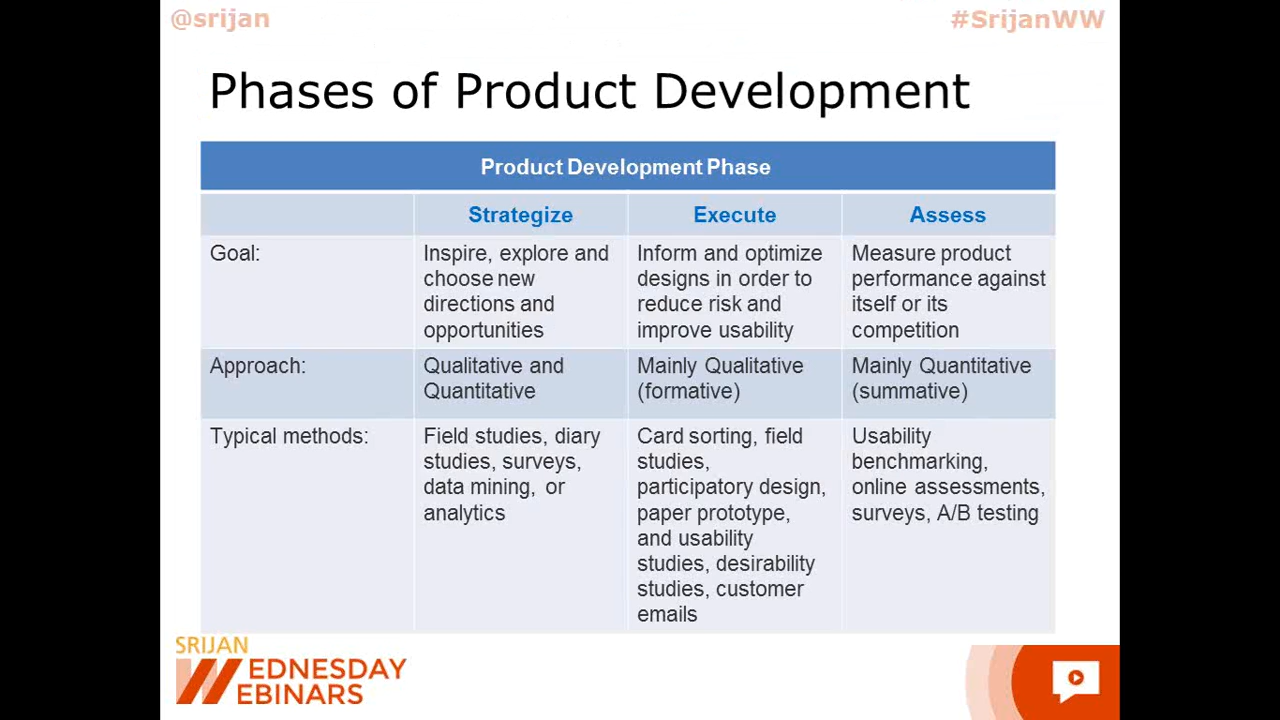 @srijan
#SrijanWW
Phases of Product Development
Product Development Phase
Strategize
Execute
Assess
Goal:
Inspire, explore and
choose new
directions and
opportunities
Inform and optimize
designs in order to
reduce risk and
improve usability
Measure product
performance against
itself or its
competition
Approach:
Qualitative and
Quantitative
Mainly Qualitative
(formative)
Mainly Quantitative
(summative)
Typical methods:
Field studies, diary
studies, surveys,
data mining, or
analytics
Card sorting, field
studies,
participatory design,
paper prototype,
and usability
studies, desirability
studies, customer
emails
Usability
benchmarking,
online assessments,
surveys, A/B testing
SRIJAN
WEDNESDAY
WEBINARS